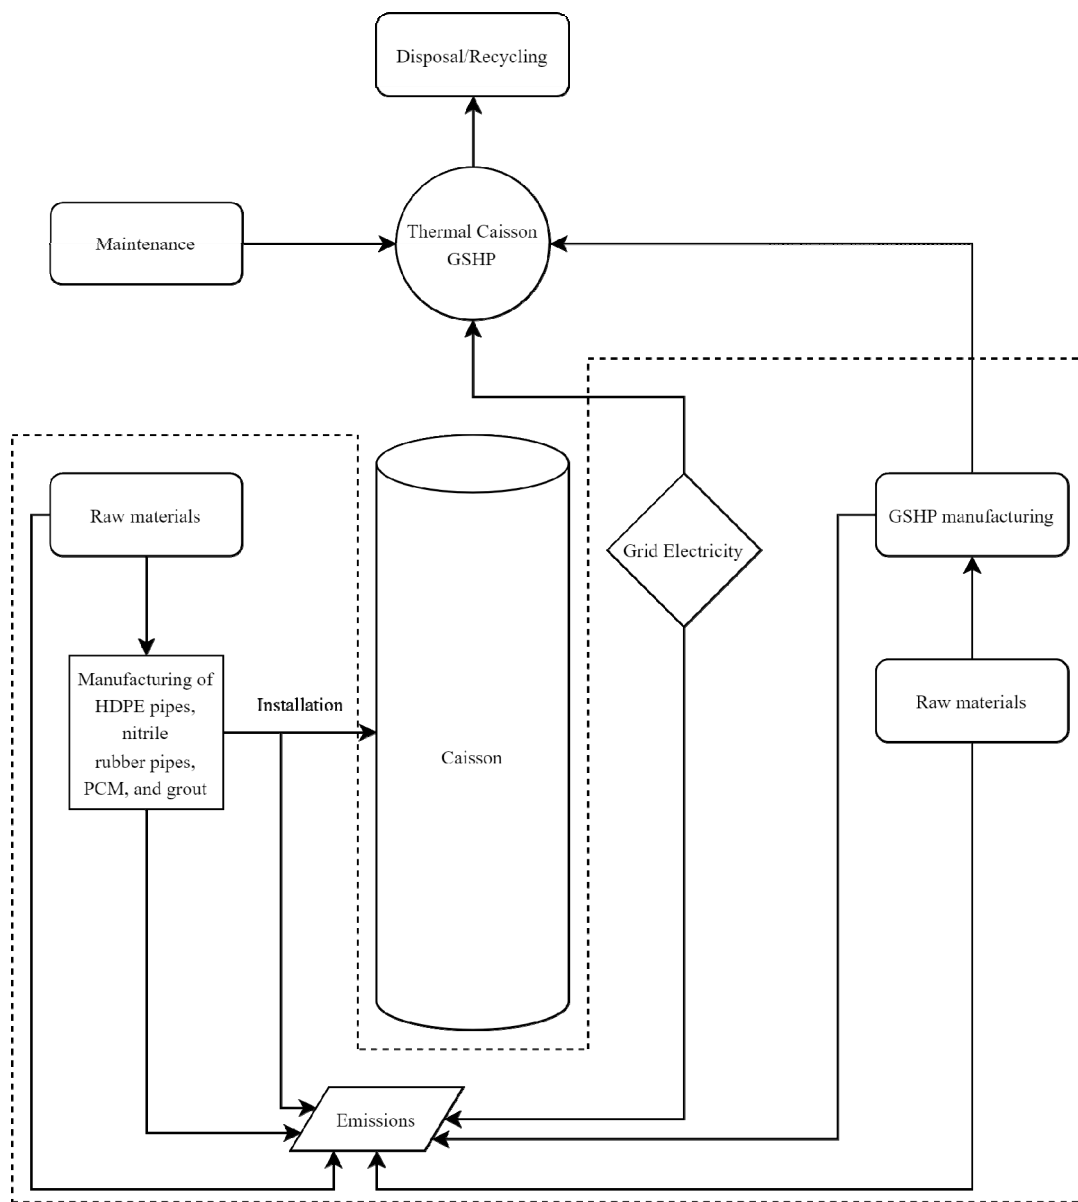 Disposal/Recycling
Maintenance
Thermal Caisson
GSHP
Raw materials
Grid Electricity
GSHP manufacturing
Manufacturing of
HDPE pipes,
nitrile
rubber pipes,
PCM, and grout
Installation
Caisson
Raw materials
Emissions